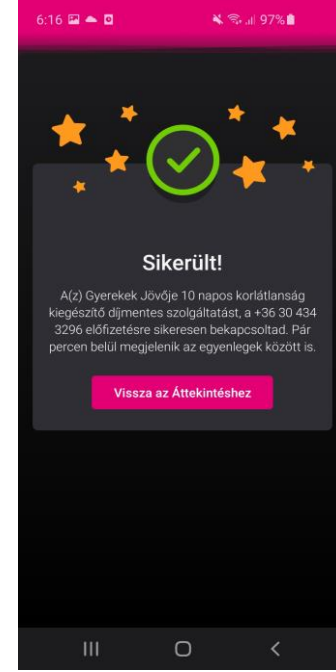 6:16 97%
Sikerült!
A(z) Gyerekek Jövője 10 napos korlátlanság
kiegészítő díjmentes szolgáltatást, a +36 30 434
3296 előfizetésre sikeresen bekapcsoltad. Pár
percen belül megjelenik az egyenlegek között is.
Vissza az Áttekintéshez